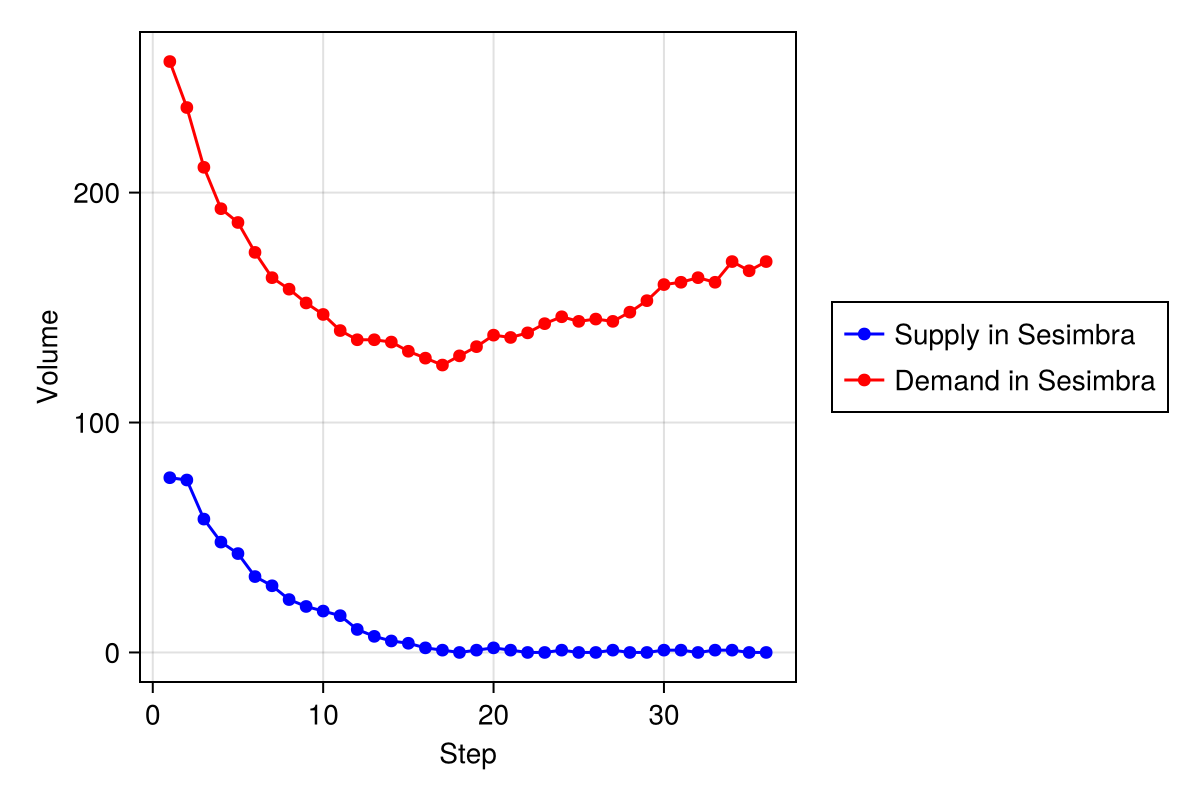 Volume
200
100
0
0 10 20 30
Step
Supply in Sesimbra
Demand in Sesimbra